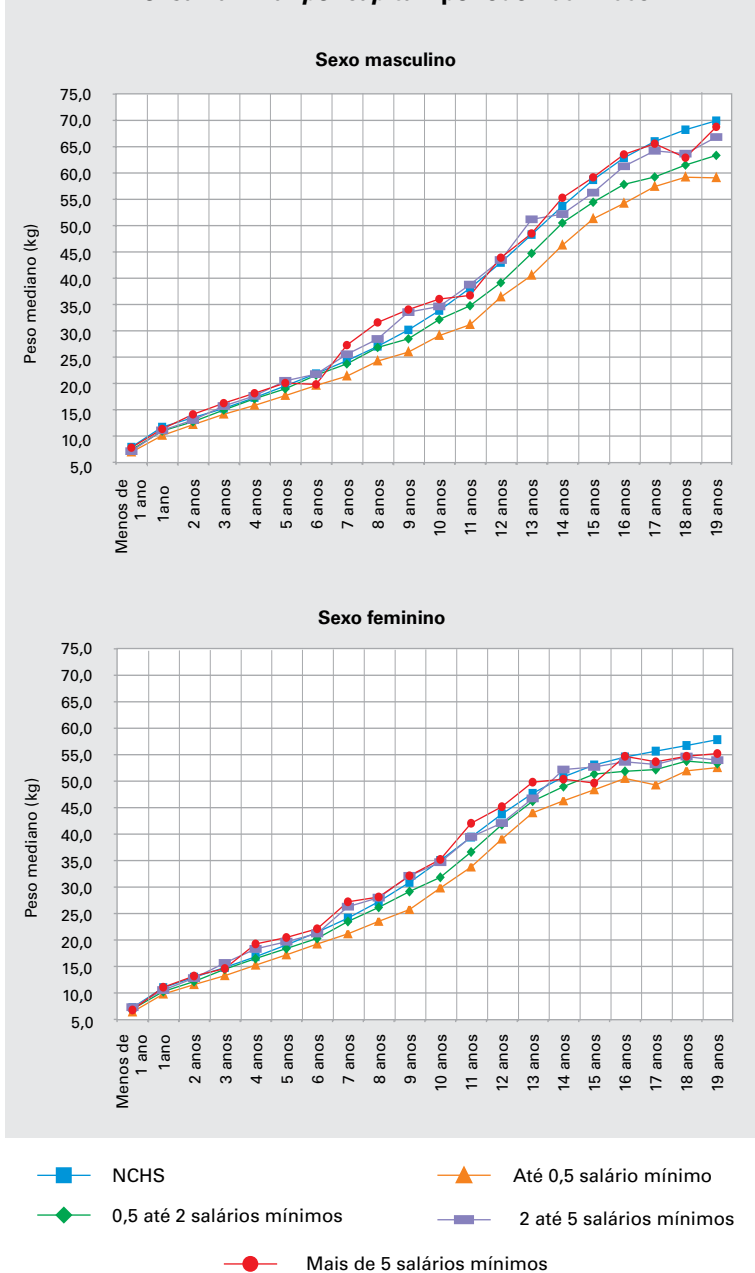 Sexo masculino
Peso mediano (kg)
75,0
70,0
65,0
60,0
55,0
50,0
45,0
40,0
35,0
30,0
25,0
20,0
15,0
10,0
5,0
Menos de
1 ano
1ano
2 anos
3 anos
4 anos
5 anos
6 anos
7 anos
8 anos
9 anos
10 anos
11 anos
12 anos
13 anos
14 anos
15 anos
16 anos
17 anos
18 anos
19 anos
Sexo feminino
Peso mediano (kg)
75,0
70,0
65,0
60,0
55,0
50,0
45,0
40,0
35,0
30,0
25,0
20,0
15,0
10,0
5,0
Menos de
1 ano
1ano
2 anos
3 anos
4 anos
5 anos
6 anos
7 anos
8 anos
9 anos
10 anos
11 anos
12 anos
13 anos
14 anos
15 anos
16 anos
17 anos
18 anos
19 anos
NCHS
Até 0,5 salário mínimo
0,5 até 2 salários mínimos
2 até 5 salários mínimos
Mais de 5 salários mínimos